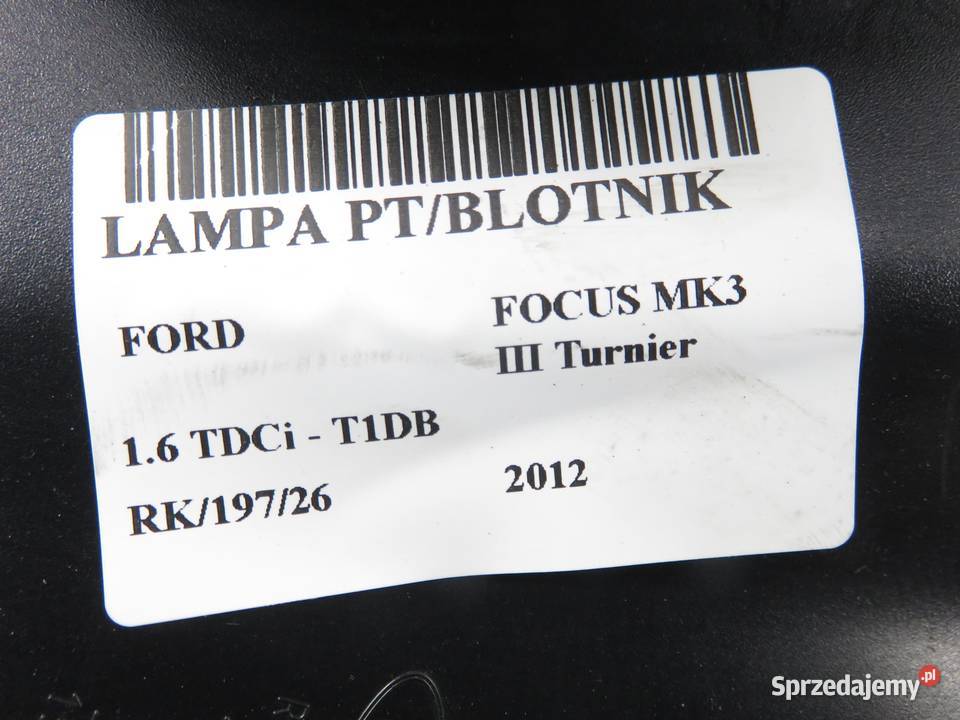 LAMPA PT/BLOTNIK
FORD
FOCUS MK3
III Turnier
1.6 TDCi - T1DB
RK/197/26
2012
Sprzedajemy.pl